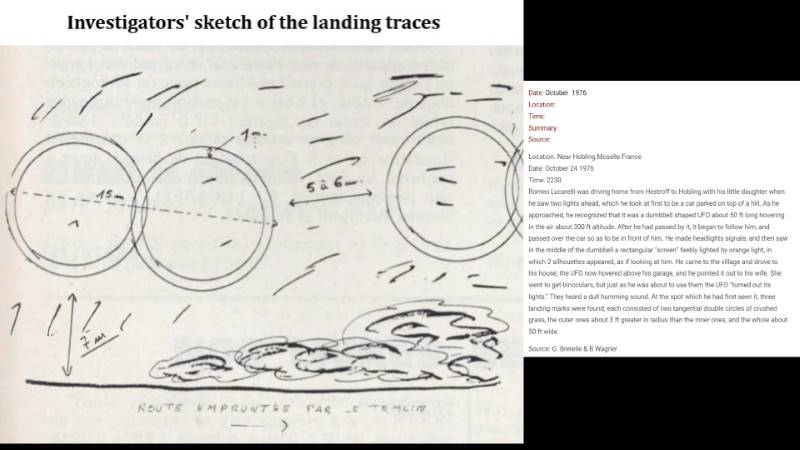 Investigators' sketch of the landing traces
1 m.
15 m.
5 à 6 m.
1
7 m
ROUTE EMPRUNTÉE PAR LE TEMOIN
Date: October 1976
Location:
Time:
Summary:
Source:
Location: Near Hobling Moselle France
Date: October 24 1976
Time: 2230
Romeo Lucarelli was driving home from Hestroff to Hobling with his little daughter when
he saw two lights ahead, which he took at first to be a car parked on top of a hill. As he
approached, he recognized that it was a dumbbell shaped UFO about 50 ft long hovering
in the air about 300 ft altitude. After he had passed by it, it began to follow him, and
passed over the car so as to be in front of him. He made headlights signals, and then saw
in the middle of the dumbbell a rectangular "screen" feebly lighted by orange light, in
which 2 silhouettes appeared, as if looking at him. He came to the village and drove to
his house; the UFO now hovered above his garage, and he pointed it out to his wife. She
went to get binoculars, but just as he was about to use them the UFO "turned out its
lights." They heard a dull humming sound. At the spot which he had first seen it, three
landing marks were found, each consisted of two tangential double circles of crushed
grass, the outer ones about 3 ft greater in radius than the inner ones, and the whole about
50 ft wide.
Source: G. Bretelle & B Wagner